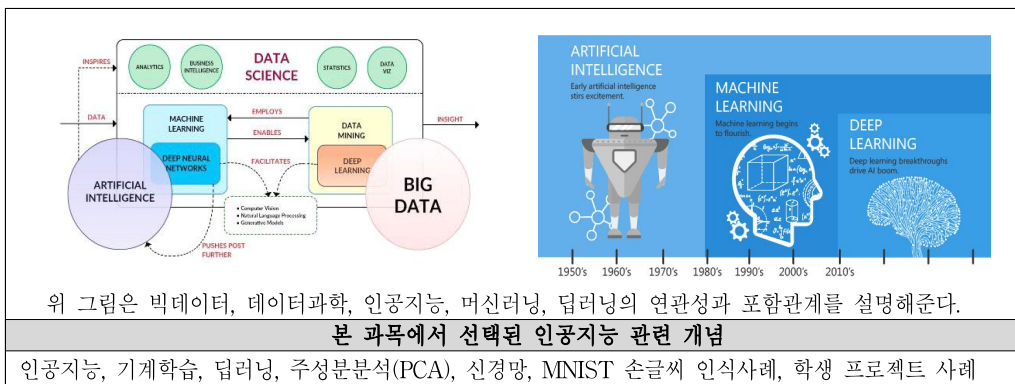 DATA
SCIENCE
ANALYTICS
BUSINESS
INTELLIGENCE
STATISTICS
DATA
VIZ
INSPIRES
DATA
MACHINE
LEARNING
DEEP NEURAL
NETWORKS
EMPLOYS
ENABLES
FACILITATES
DATA
MINING
DEEP
LEARNING
INSIGHT
ARTIFICIAL
INTELLIGENCE
BIG
DATA
• Computer Vision
• Natural Language Processing
• Generative Models
PUSHES POST
FURTHER
ARTIFICIAL
INTELLIGENCE
Early artificial intelligence
stirs excitement.
MACHINE
LEARNING
Machine learning begins
to flourish.
DEEP
LEARNING
Deep learning breakthroughs
drive AI boom.
1950's 1960's 1970's 1980's 1990's 2000's 2010's
위 그림은 빅데이터, 데이터과학, 인공지능, 머신러닝, 딥러닝의 연관성과 포함관계를 설명해준다.
본 과목에서 선택된 인공지능 관련 개념
인공지능, 기계학습, 딥러닝, 주성분분석(PCA), 신경망, MNIST 손글씨 인식사례, 학생 프로젝트 사례